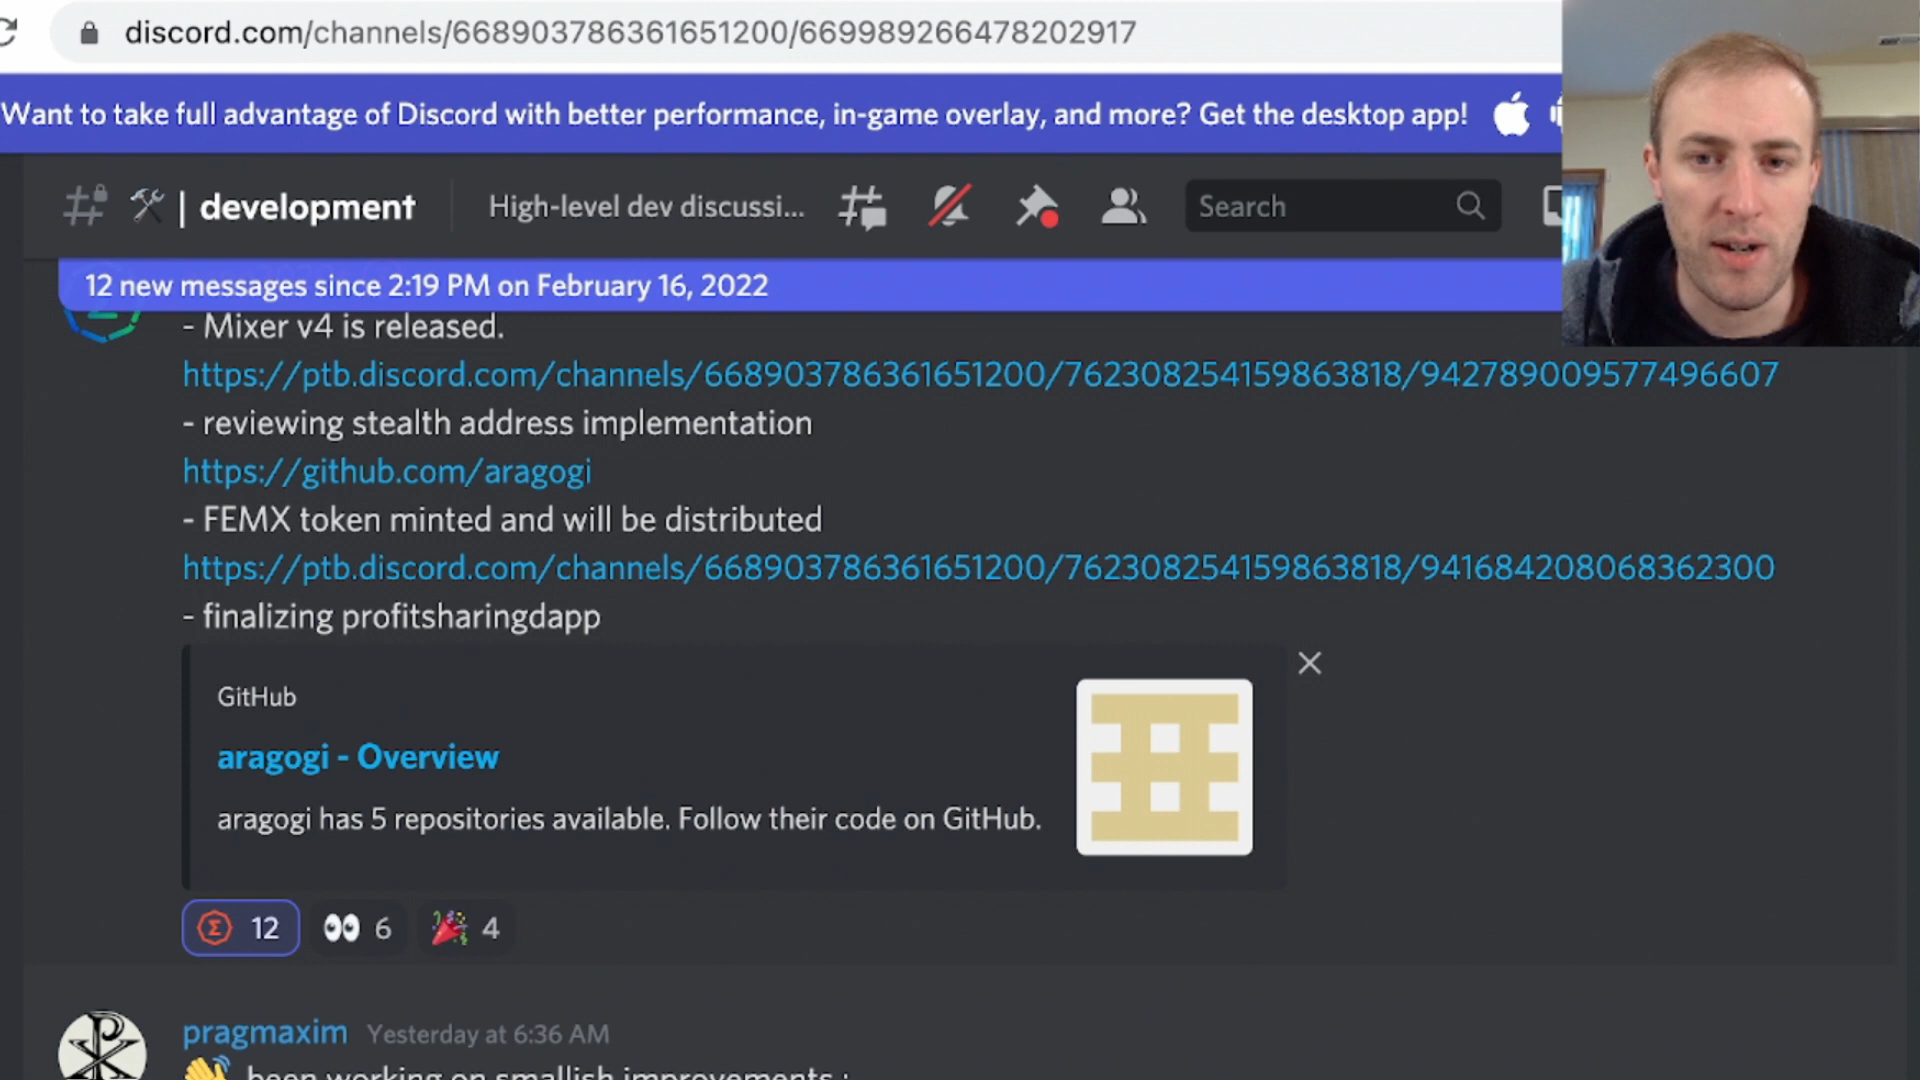 discord.com/channels/668903786361651200/669989266478202917
Want to take full advantage of Discord with better performance, in-game overlay, and more? Get the desktop app!
| development
High-level dev discussi...
Search
12 new messages since 2:19 PM on February 16, 2022
- Mixer v4 is released.
https://ptb.discord.com/channels/668903786361651200/762308254159863818/942789009577496607
- reviewing stealth address implementation
https://github.com/aragogi
- FEMX token minted and will be distributed
https://ptb.discord.com/channels/668903786361651200/762308254159863818/941684208068362300
- finalizing profitsharingdapp
GitHub
aragogi - Overview
aragogi has 5 repositories available. Follow their code on GitHub.
Σ 12 👀 6 🎉 4
pragmaxim Yesterday at 6:36 AM
👋 been working on smallish improvements :